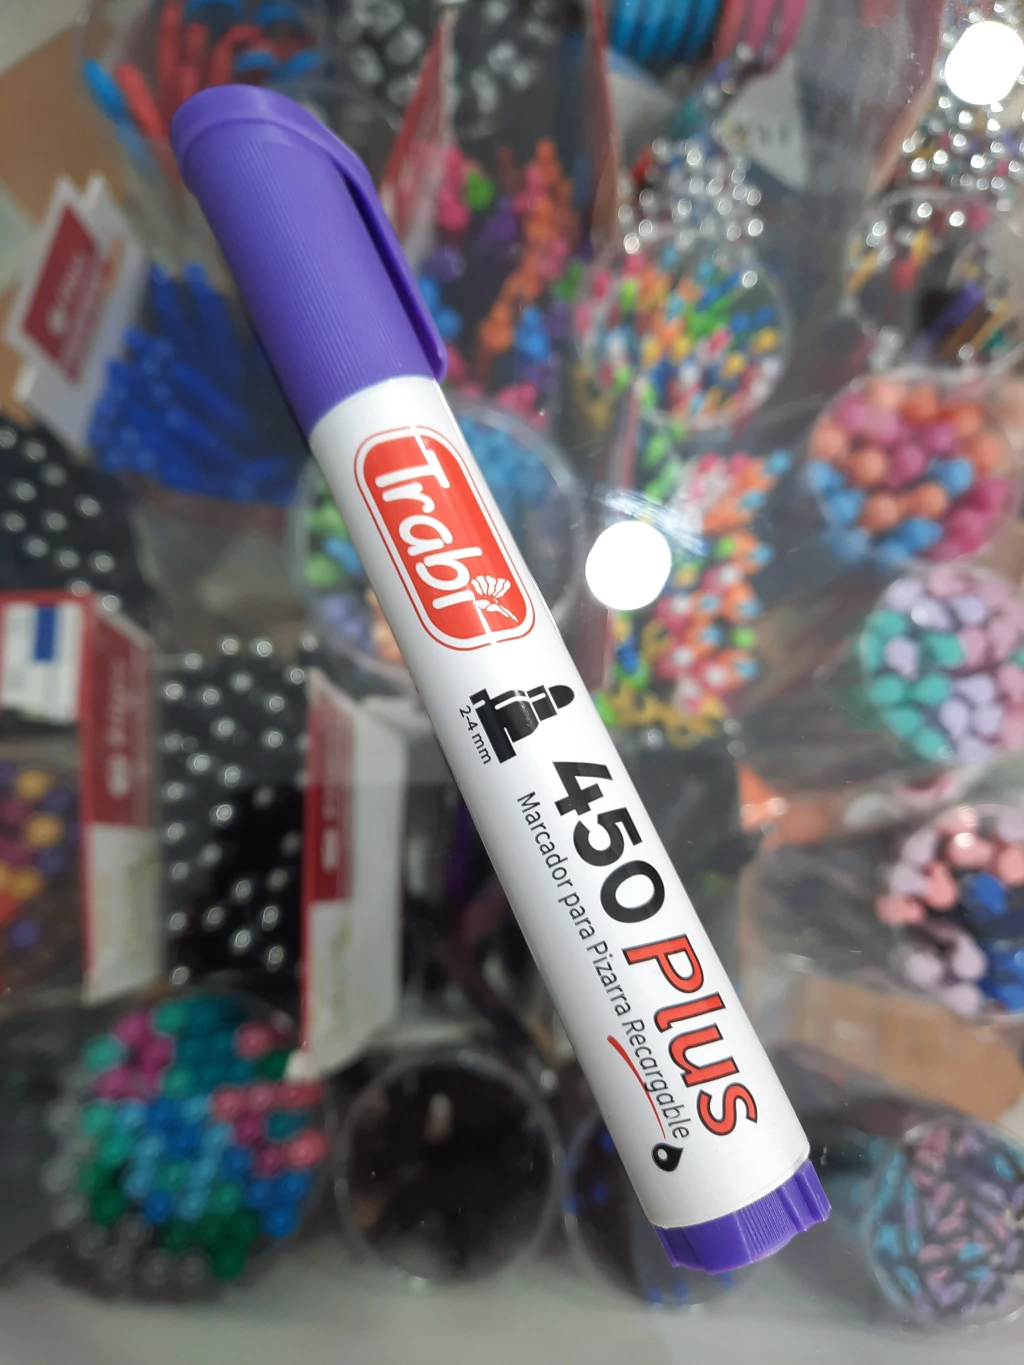 Trabi
2-4 mm
450 Plus
Marcador para Pizarra Recargable